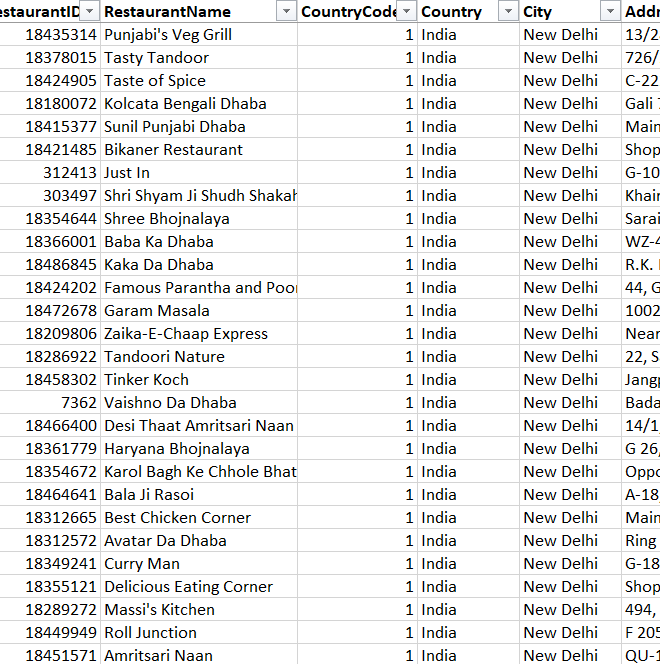 estaurantID RestaurantName CountryCode Country City Addr
18435314 Punjabi's Veg Grill 1 India New Delhi 13/2
18378015 Tasty Tandoor 1 India New Delhi 726/
18424905 Taste of Spice 1 India New Delhi C-22
18180072 Kolcata Bengali Dhaba 1 India New Delhi Gali
18415377 Sunil Punjabi Dhaba 1 India New Delhi Main
18421485 Bikaner Restaurant 1 India New Delhi Shop
312413 Just In 1 India New Delhi G-10
303497 Shri Shyam Ji Shudh Shakah 1 India New Delhi Khair
18354644 Shree Bhojnalaya 1 India New Delhi Sarai
18366001 Baba Ka Dhaba 1 India New Delhi WZ-4
18486845 Kaka Da Dhaba 1 India New Delhi R.K.
18424202 Famous Parantha and Poor 1 India New Delhi 44, G
18472678 Garam Masala 1 India New Delhi 1002
18209806 Zaika-E-Chaap Express 1 India New Delhi Near
18286922 Tandoori Nature 1 India New Delhi 22, S
18458302 Tinker Koch 1 India New Delhi Jangp
7362 Vaishno Da Dhaba 1 India New Delhi Bada
18466400 Desi Thaat Amritsari Naan 1 India New Delhi 14/1
18361779 Haryana Bhojnalaya 1 India New Delhi G 26,
18354672 Karol Bagh Ke Chhole Bhat 1 India New Delhi Oppo
18464641 Bala Ji Rasoi 1 India New Delhi A-18
18312665 Best Chicken Corner 1 India New Delhi Main
18312572 Avatar Da Dhaba 1 India New Delhi Ring
18349241 Curry Man 1 India New Delhi G-18
18355121 Delicious Eating Corner 1 India New Delhi Shop
18289272 Massi's Kitchen 1 India New Delhi 494,
18449949 Roll Junction 1 India New Delhi F 205
18451571 Amritsari Naan 1 India New Delhi QU-1